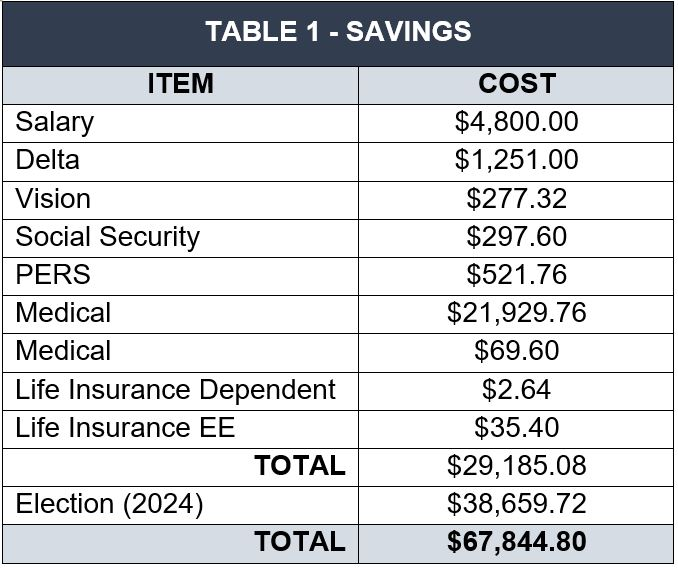 TABLE 1 - SAVINGS
ITEM COST
Salary $4,800.00
Delta $1,251.00
Vision $277.32
Social Security $297.60
PERS $521.76
Medical $21,929.76
Medical $69.60
Life Insurance Dependent $2.64
Life Insurance EE $35.40
TOTAL $29,185.08
Election (2024) $38,659.72
TOTAL $67,844.80